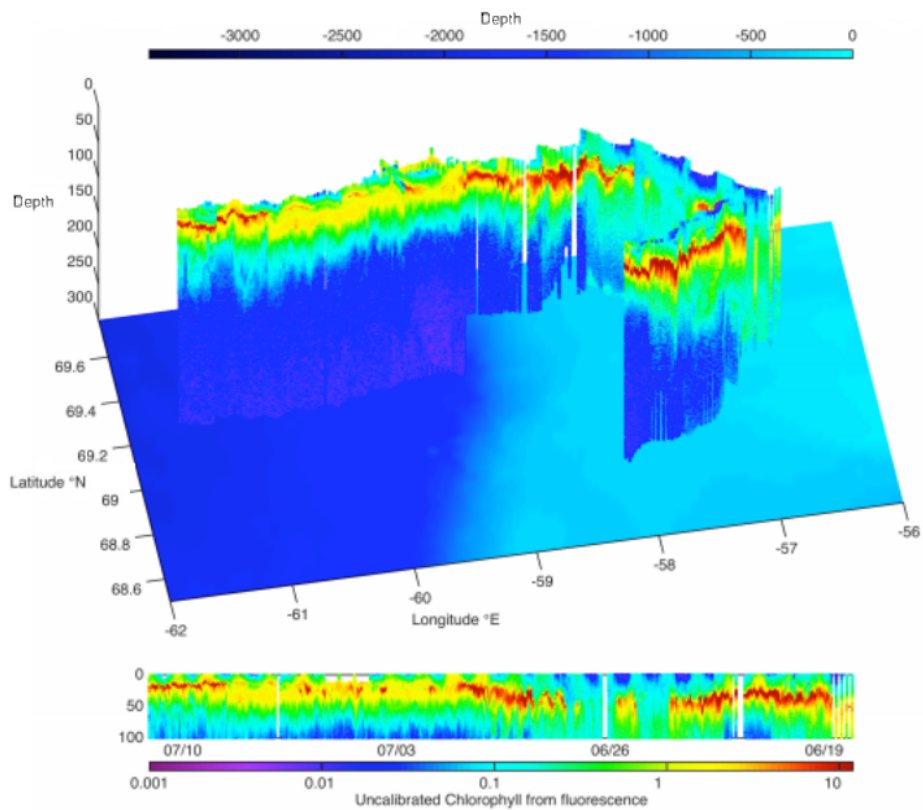 Depth
-3000 -2500 -2000 -1500 -1000 -500 0
0
50
100
150
Depth
200
250
300
69.6
69.4
69.2
Latitude °N
69
68.8
68.6
-56
-57
-58
-59
-60
-61
-62
Longitude °E
0
50
100
07/10 07/03 06/26 06/19
0.001 0.01 0.1 1 10
Uncalibrated Chlorophyll from fluorescence